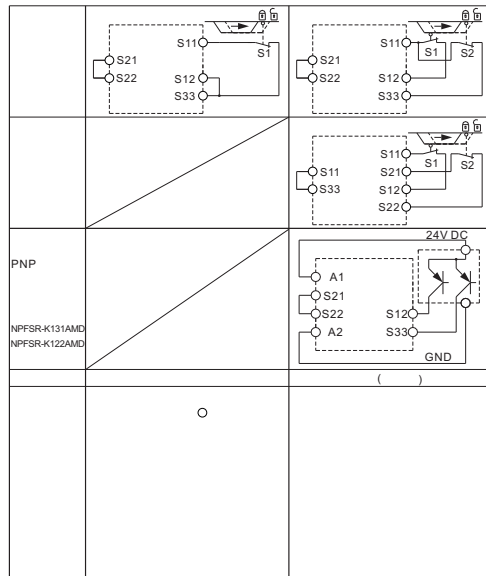 S11
S1
S21
S22
S12
S33
S11
S1
S2
S21
S22
S12
S33
S11
S1
S2
S11
S21
S33
S12
S22
24V DC
PNP
A1
S21
S22
S12
NPFSR-K131AMD
A2
S33
NPFSR-K122AMD
GND
( )